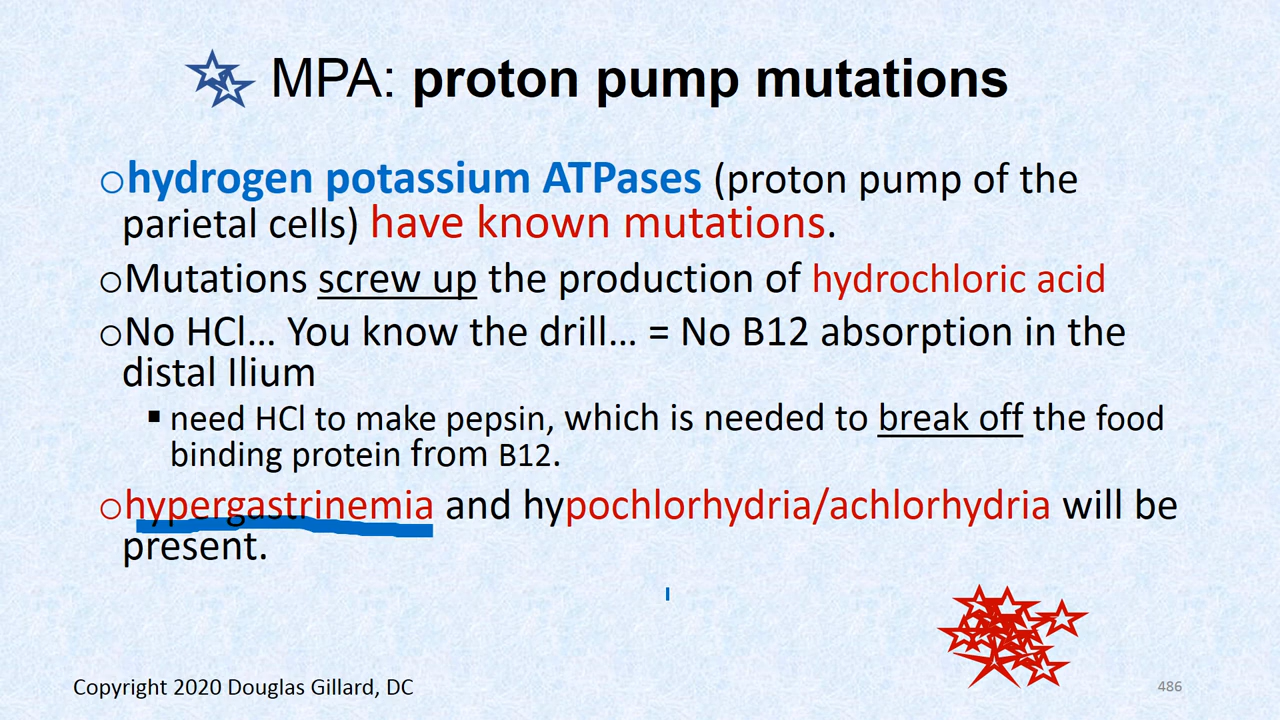 MPA: proton pump mutations
○hydrogen potassium ATPases (proton pump of the
parietal cells) have known mutations.
○Mutations screw up the production of hydrochloric acid
○No HCl... You know the drill... = No B12 absorption in the
distal Ilium
▪ need HCl to make pepsin, which is needed to break off the food
binding protein from B12.
○hypergastrinemia and hypochlorhydria/achlorhydria will be
present.
Copyright 2020 Douglas Gillard, DC
486